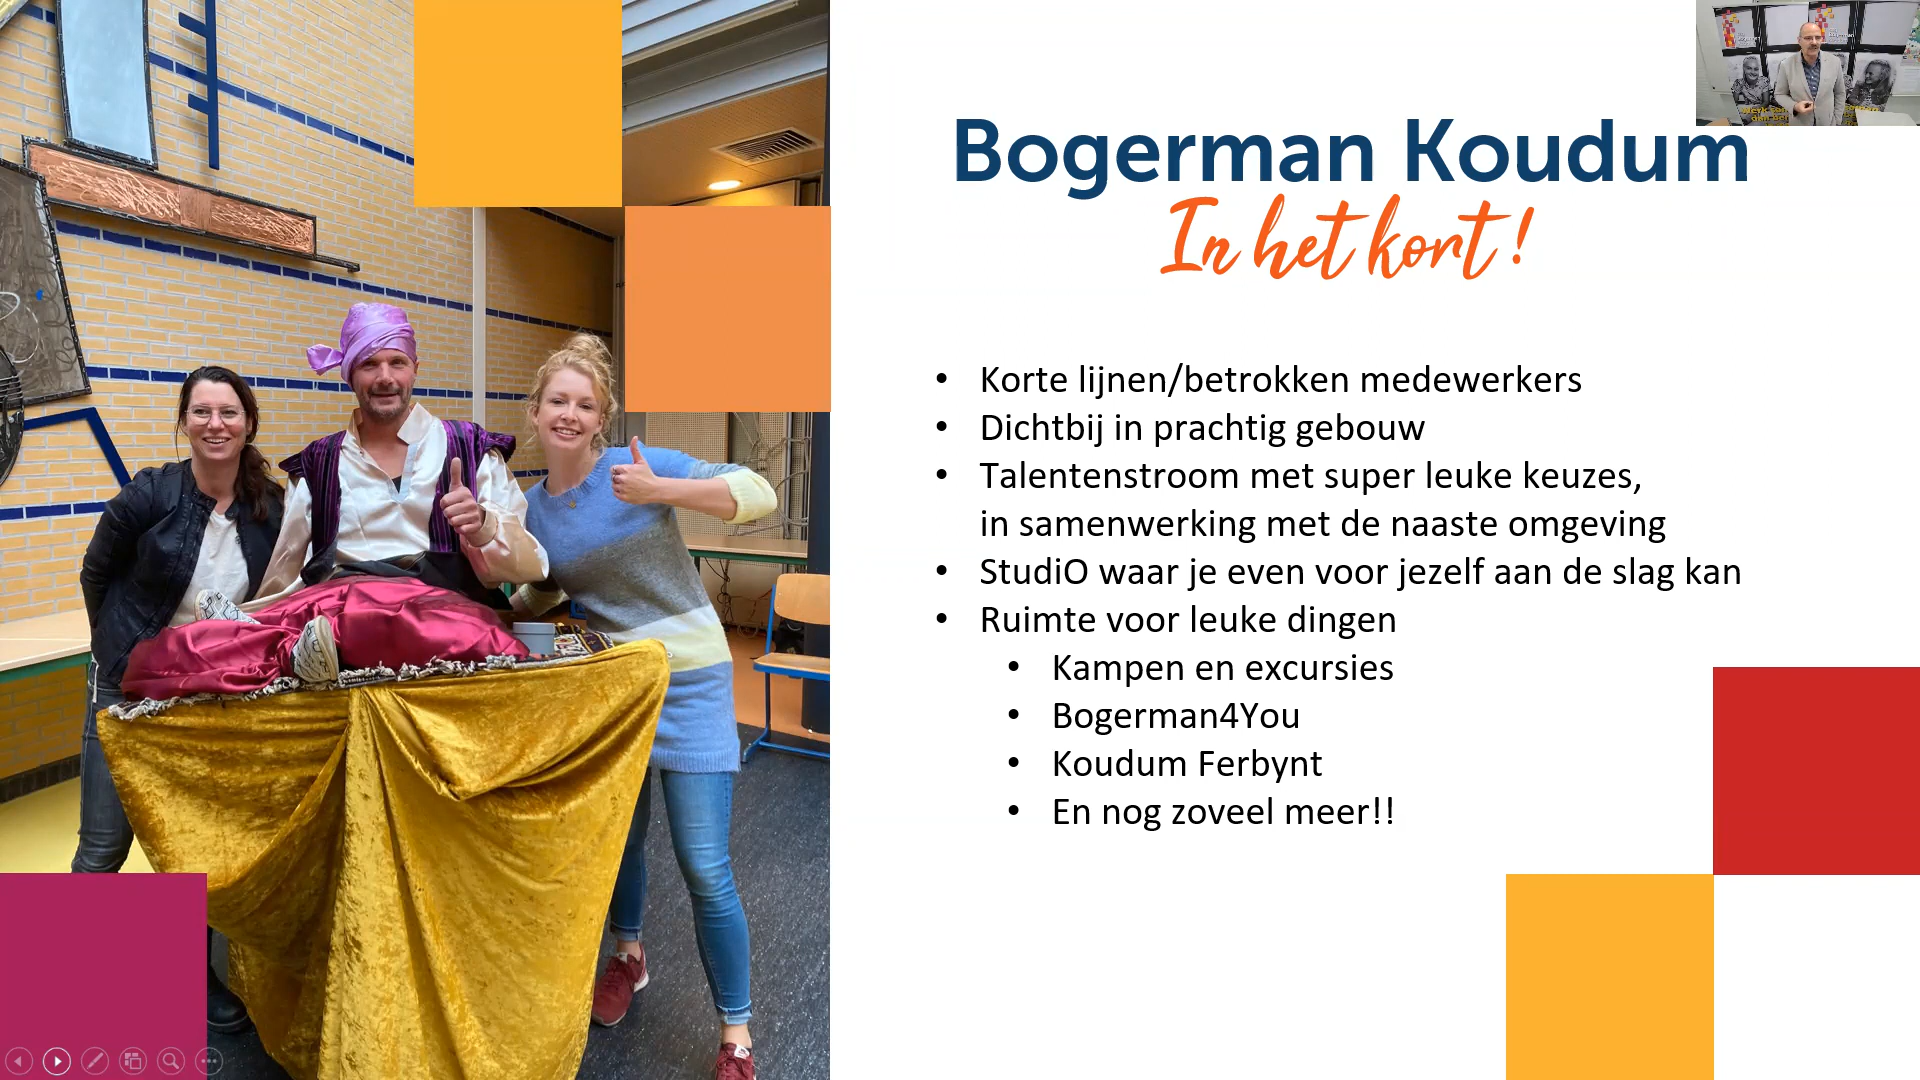 Bogerman Koudum
In het kort!
• Korte lijnen/betrokken medewerkers
• Dichtbij in prachtig gebouw
• Talentenstroom met super leuke keuzes,
in samenwerking met de naaste omgeving
• StudiO waar je even voor jezelf aan de slag kan
• Ruimte voor leuke dingen
• Kampen en excursies
• Bogerman4You
• Koudum Ferbynt
• En nog zoveel meer!!